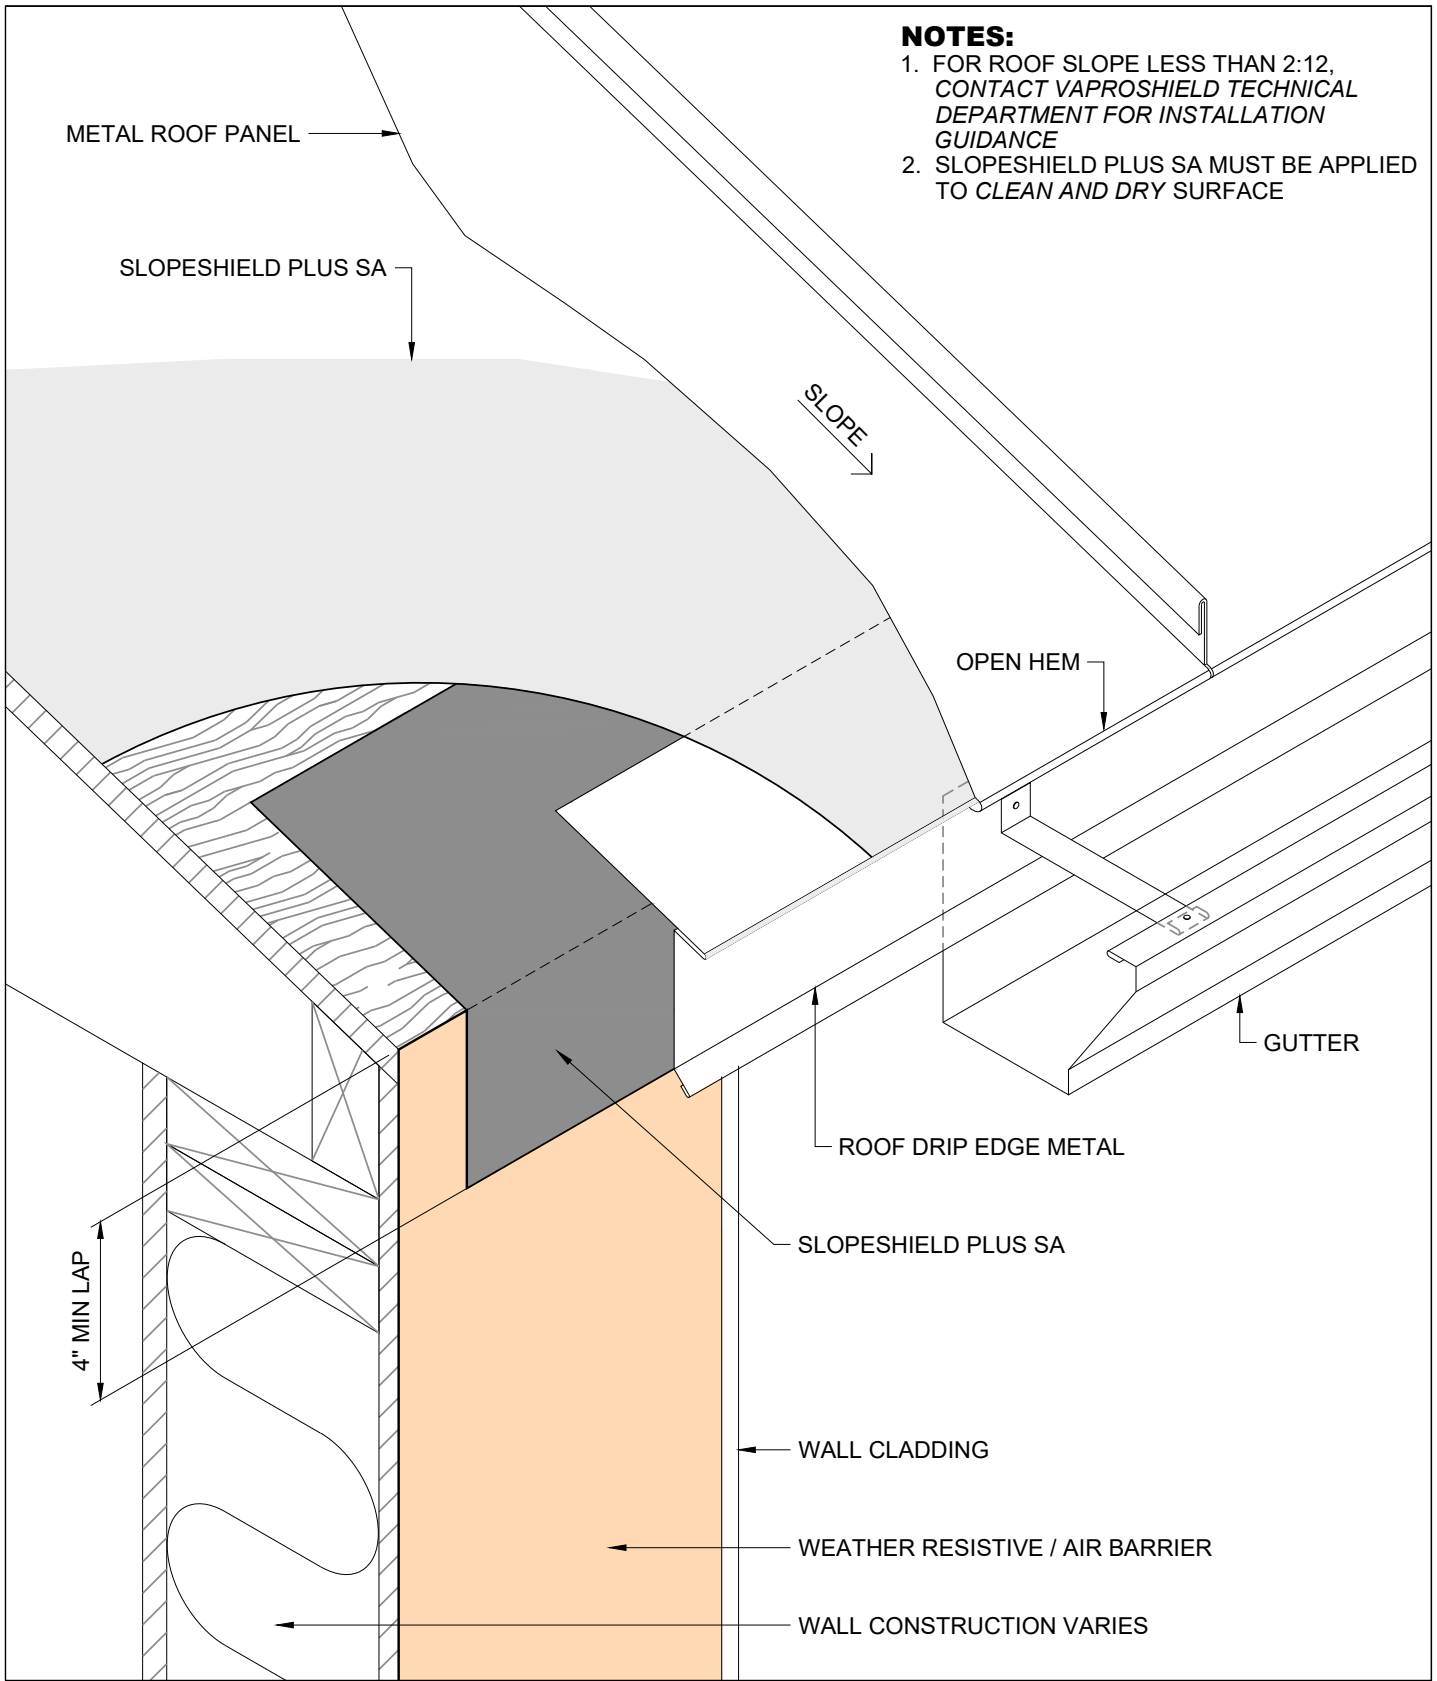 NOTES:
1. FOR ROOF SLOPE LESS THAN 2:12,
CONTACT VAPROSHIELD TECHNICAL
DEPARTMENT FOR INSTALLATION
GUIDANCE
2. SLOPESHIELD PLUS SA MUST BE APPLIED
TO CLEAN AND DRY SURFACE
METAL ROOF PANEL
SLOPESHIELD PLUS SA
SLOPE
OPEN HEM
GUTTER
ROOF DRIP EDGE METAL
SLOPESHIELD PLUS SA
4" MIN LAP
WALL CLADDING
WEATHER RESISTIVE / AIR BARRIER
WALL CONSTRUCTION VARIES